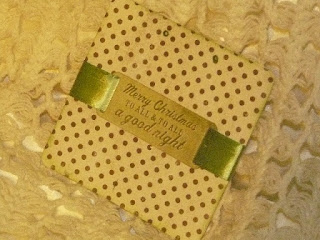 Merry Christmas
TO ALL & TO ALL
a good night